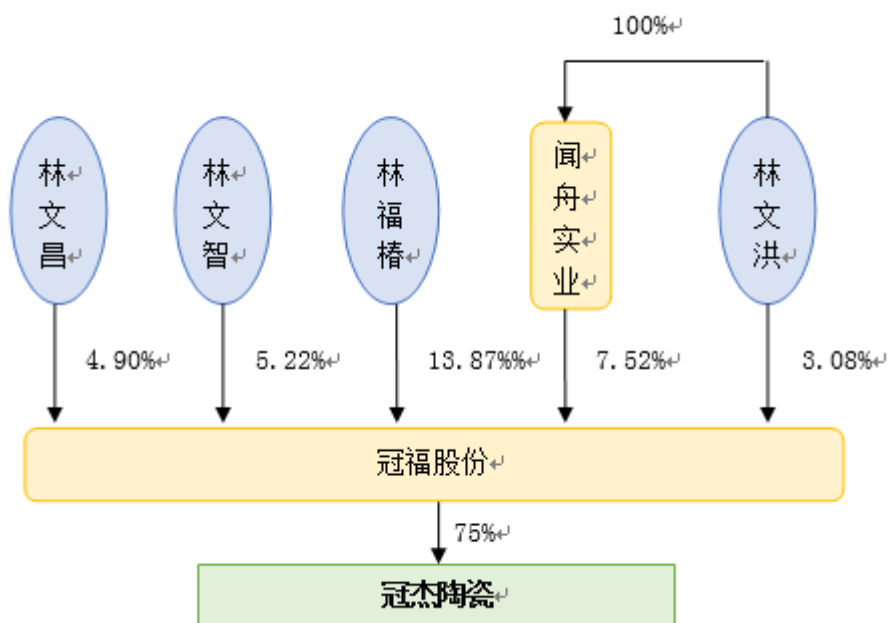 100%
林
文
昌
林
文
智
林
福
椿
闻
舟
实
业
林
文
洪
4.90%
5.22%
13.87%%
7.52%
3.08%
冠福股份
75%
冠杰陶瓷